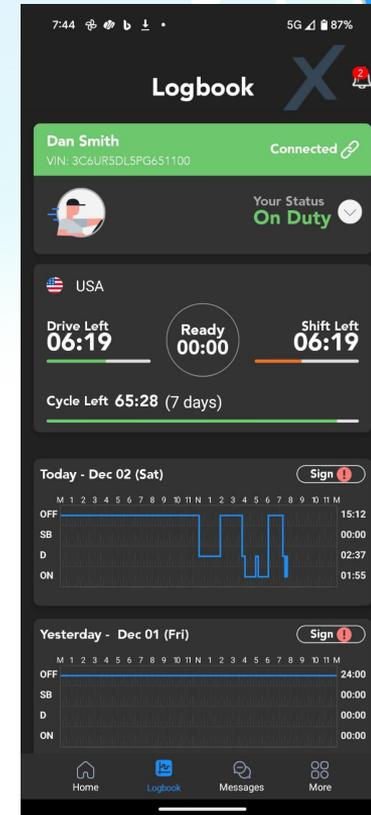 7:44
5G 87%
Logbook
2
Dan Smith
VIN: 3C6UR5DL5PG651100
Connected
Your Status
On Duty
USA
Drive Left
06:19
Ready
00:00
Shift Left
06:19
Cycle Left 65:28 (7 days)
Today - Dec 02 (Sat)
Sign !
M 1 2 3 4 5 6 7 8 9 10 11 N 1 2 3 4 5 6 7 8 9 10 11 M
OFF 15:12
SB 00:00
D 02:37
ON 01:55
Yesterday - Dec 01 (Fri)
Sign !
M 1 2 3 4 5 6 7 8 9 10 11 N 1 2 3 4 5 6 7 8 9 10 11 M
OFF 24:00
SB 00:00
D 00:00
ON 00:00
Home Logbook Messages More